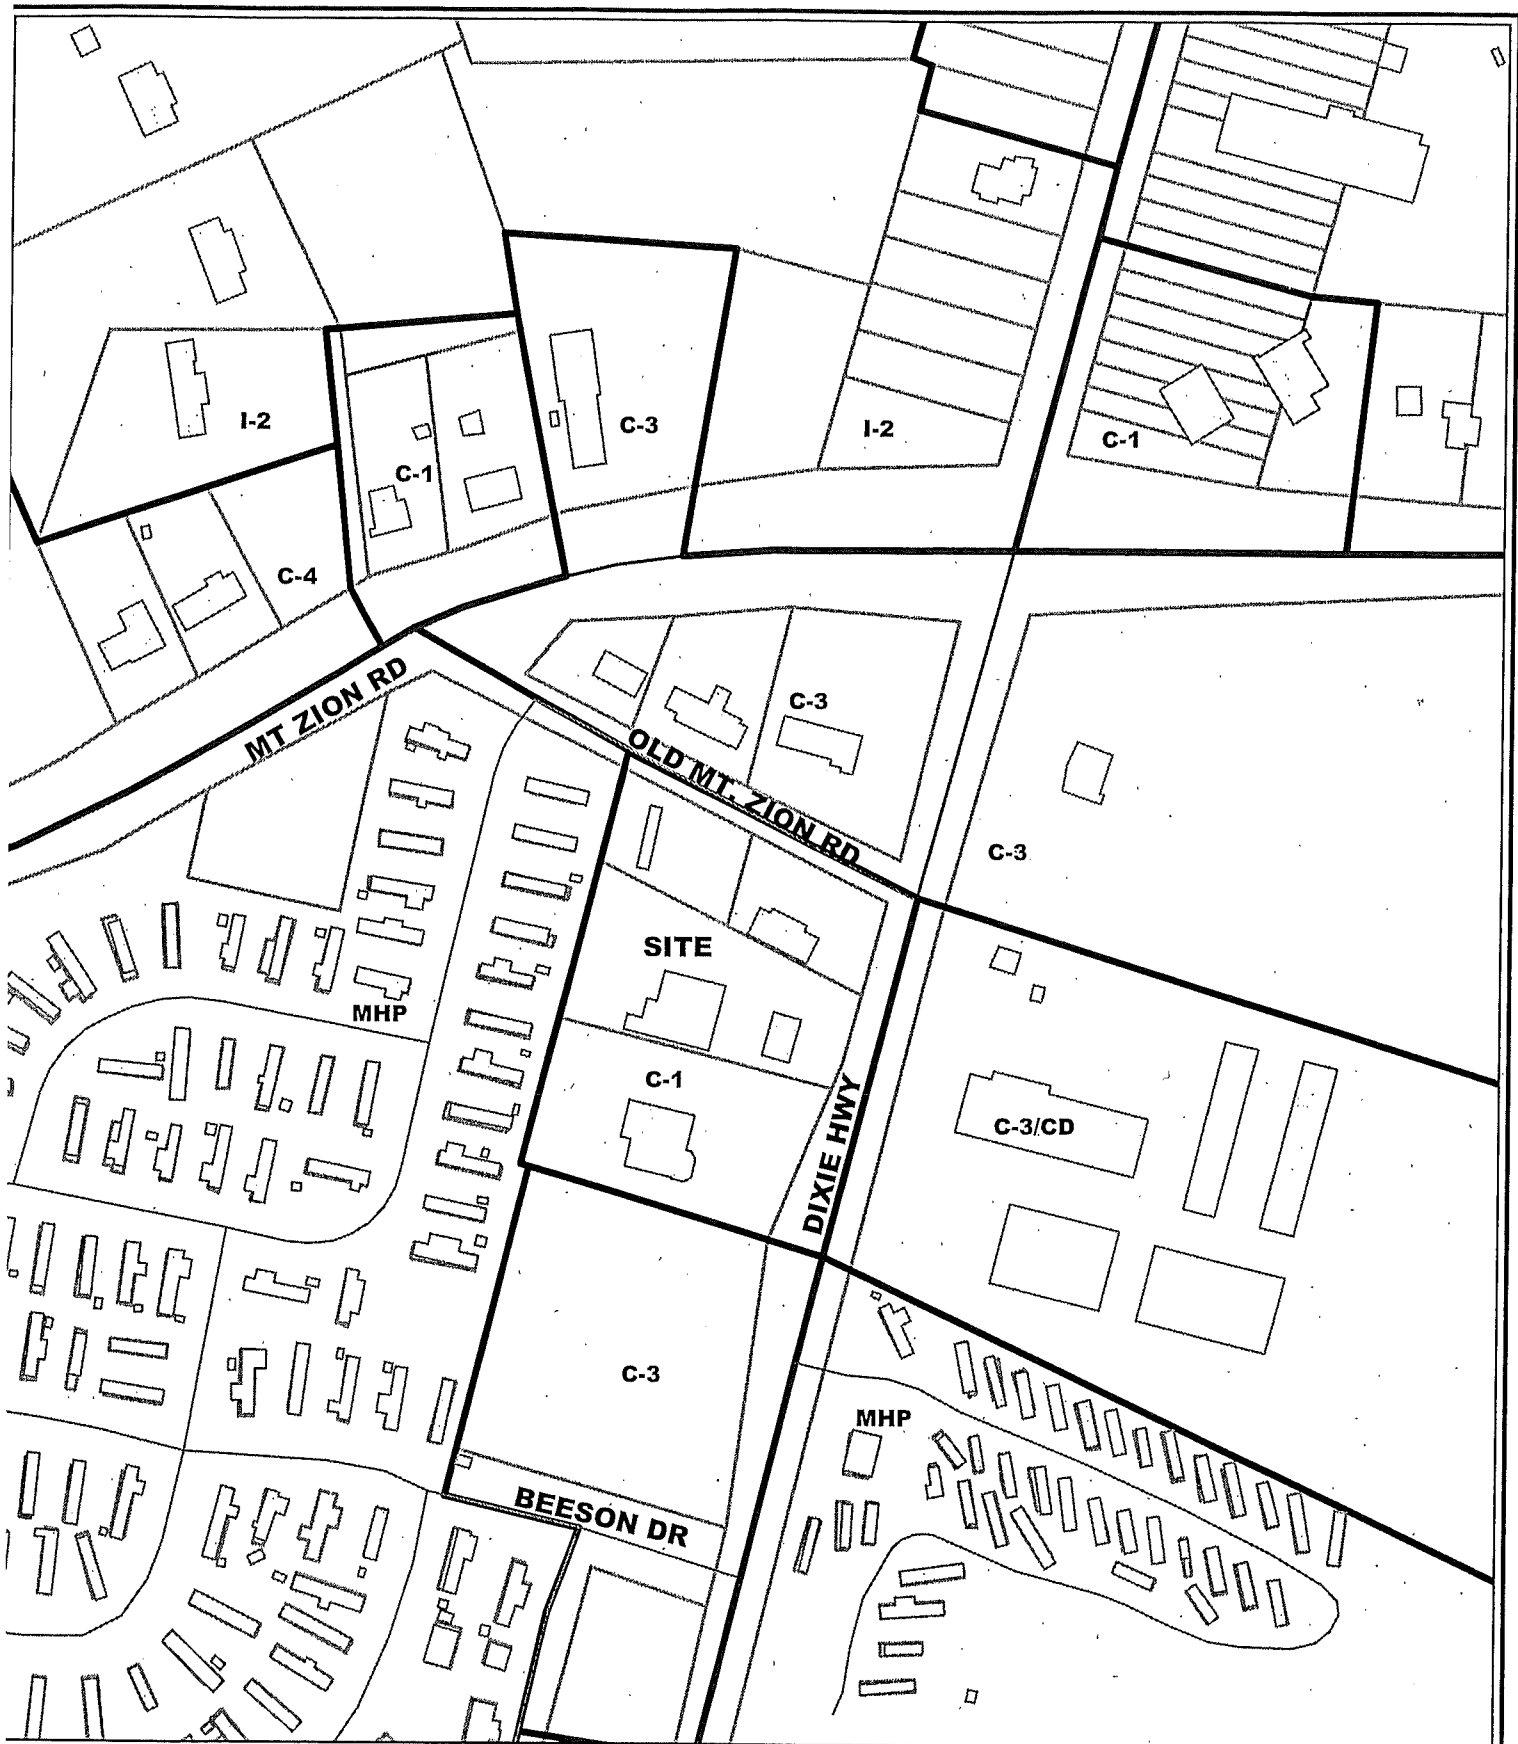 I-2
C-3
I-2
C-1
C-1
C-4
MT ZION RD
C-3
OLD MT. ZION RD
C-3
SITE
MHP
C-1
DIXIE HWY
C-3/CD
C-3
MHP
BEESON DR